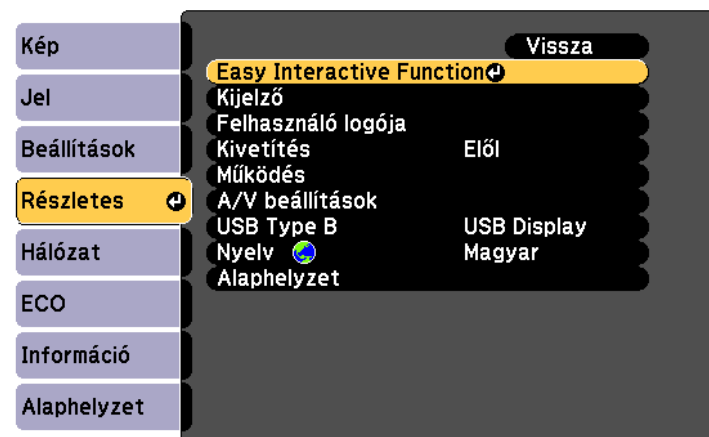 Kép
Jel
Beállítások
Részletes
Hálózat
ECO
Információ
Alaphelyzet
Vissza
Easy Interactive Function
Kijelző
Felhasználó logója
Kivetítés Elől
Működés
A/V beállítások
USB Type B USB Display
Nyelv Magyar
Alaphelyzet